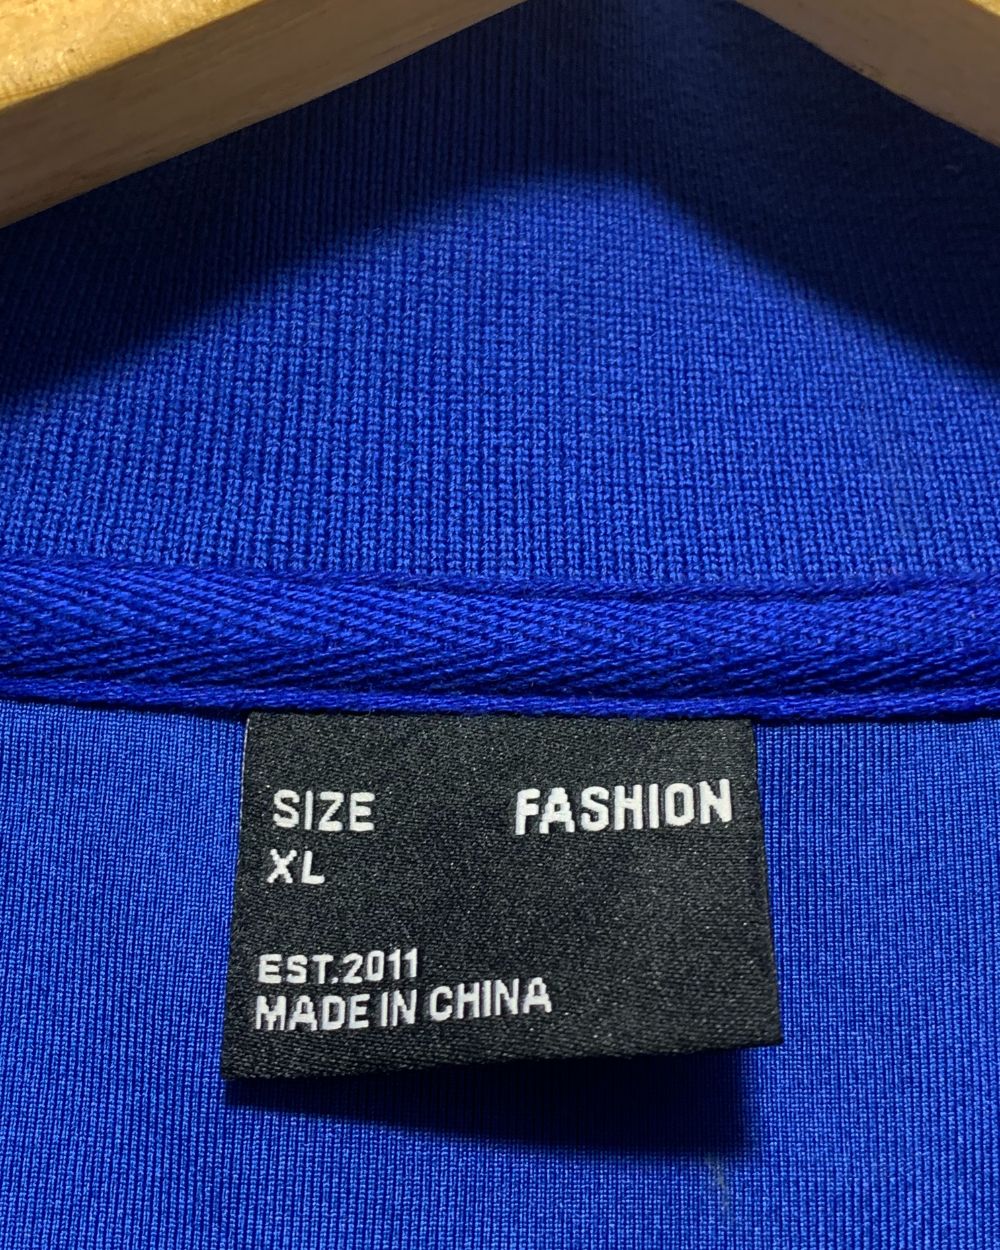 SIZE FASHION
XL
EST.2011
MADE IN CHINA